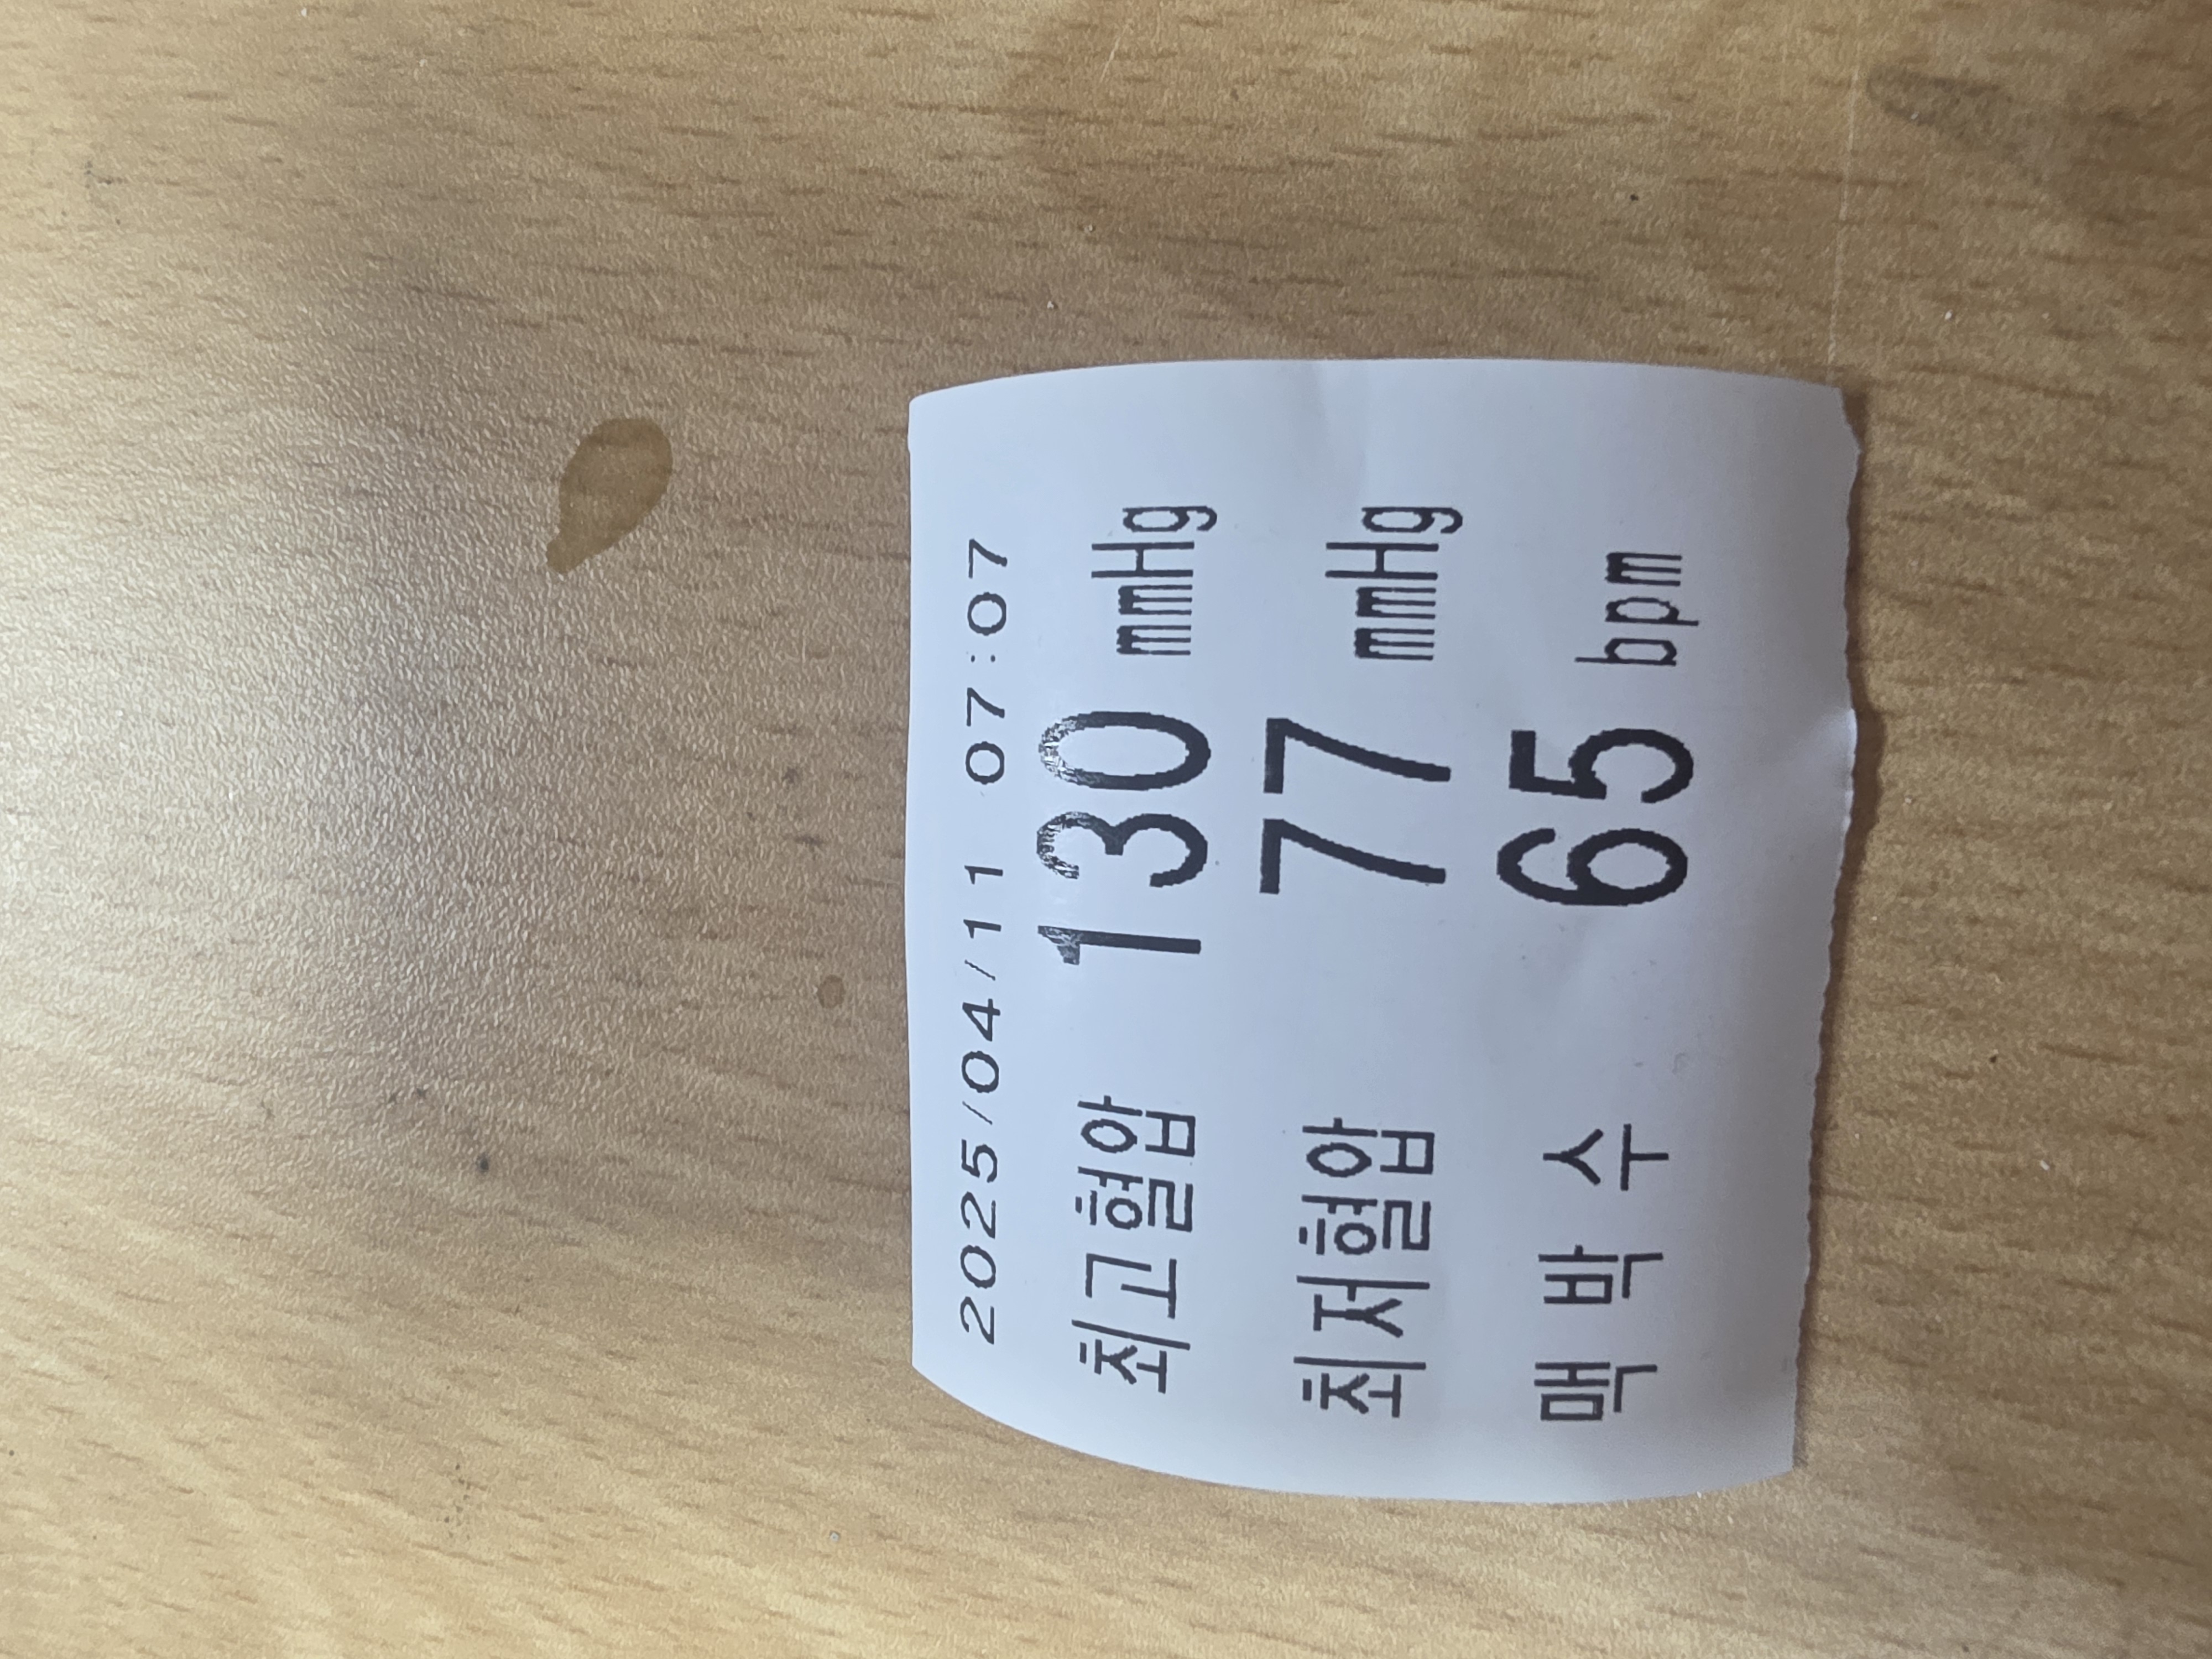 2025/04/11 07:07
최고혈압 130 mmHg
최저혈압 77 mmHg
맥 박 수 65 bpm